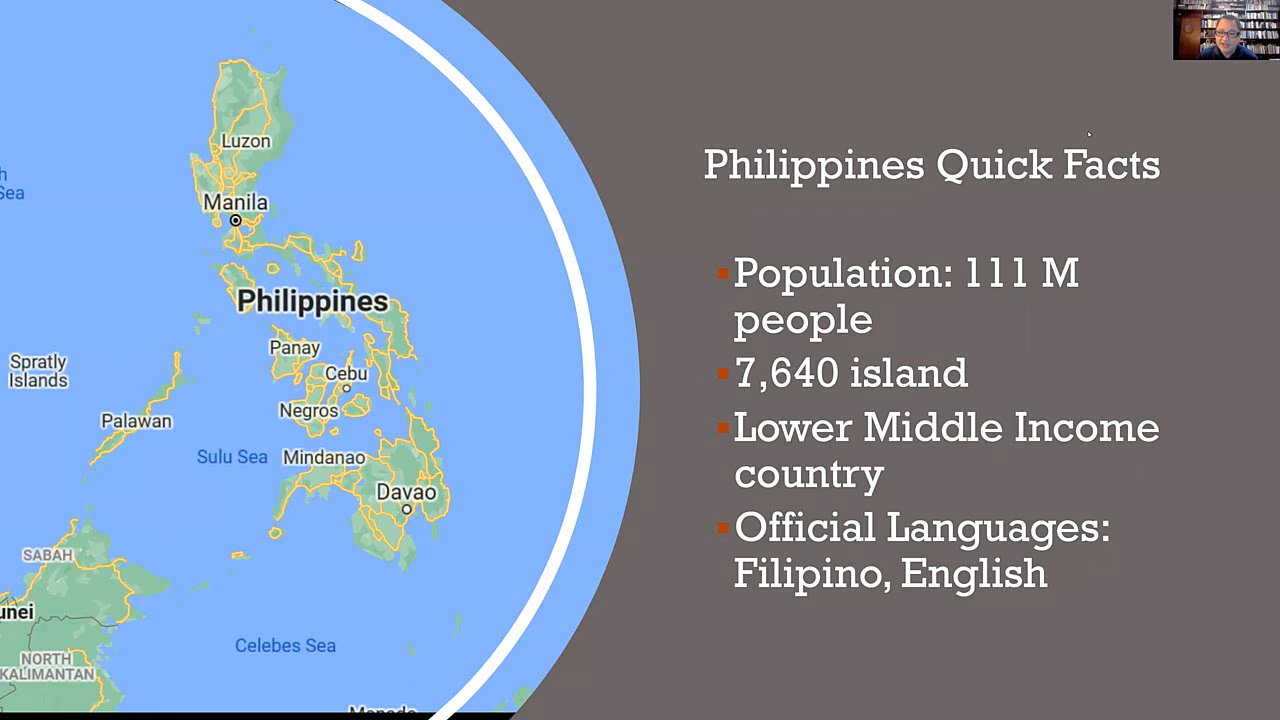 Luzon
h
Sea
Manila
Philippines
Panay
Spratly
Islands
Cebu
Negros
Palawan
Sulu Sea
Mindanao
Davao
SABAH
unei
Celebes Sea
NORTH
KALIMANTAN
Philippines Quick Facts
Population: 111 M
people
7,640 island
Lower Middle Income
country
Official Languages:
Filipino, English